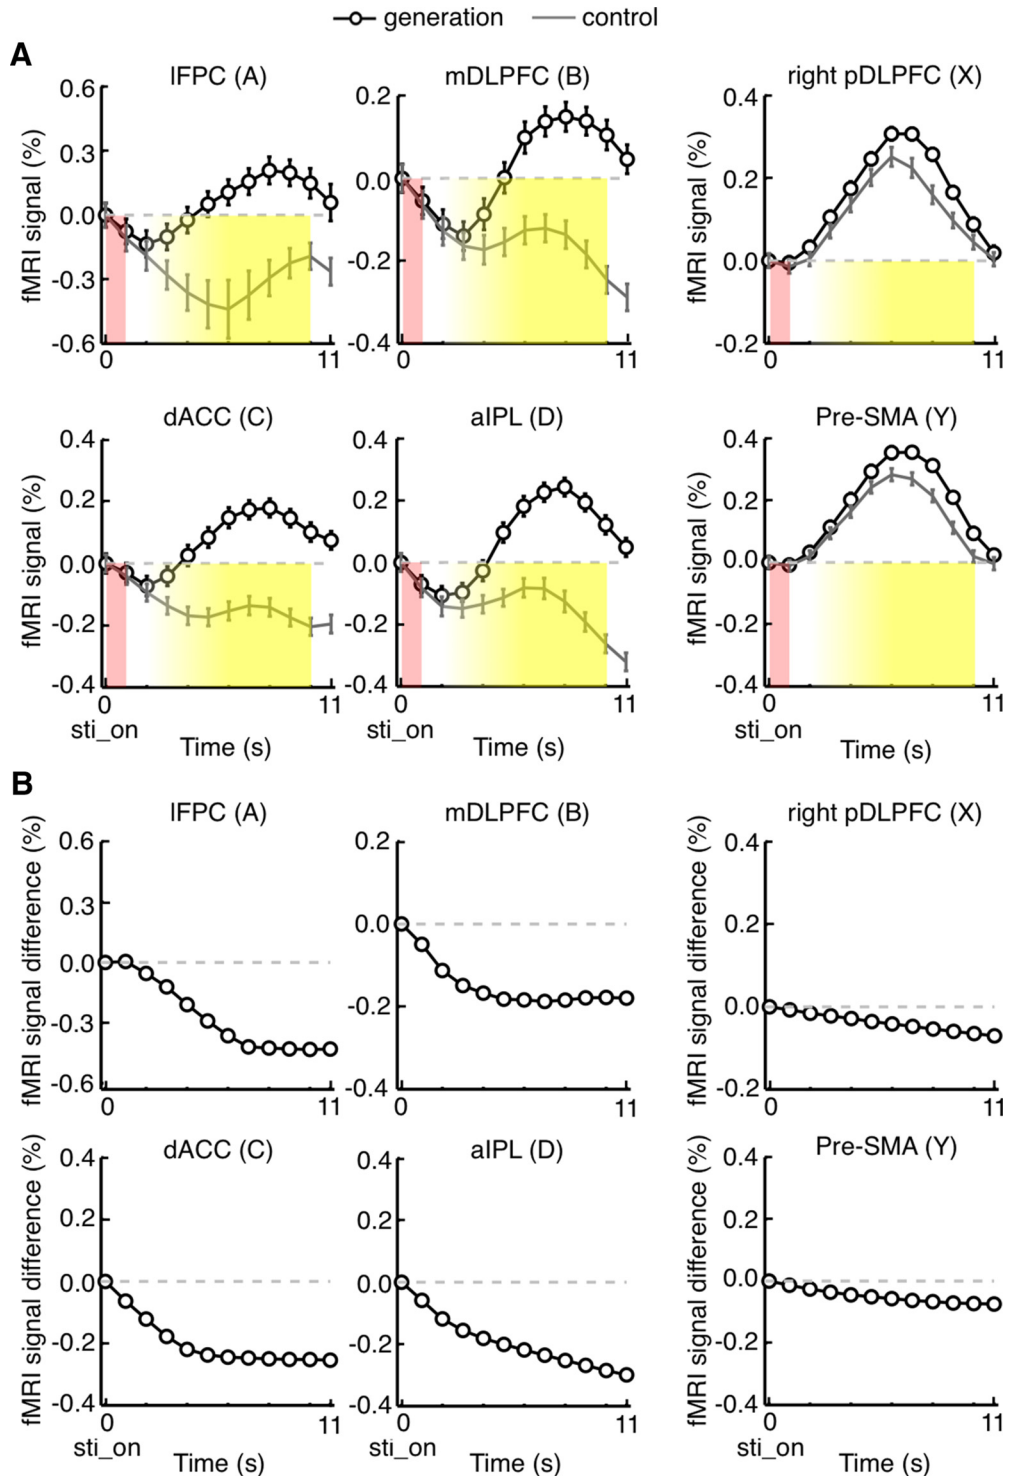 generation control
A
lFPC (A) mDLPFC (B) right pDLPFC (X)
fMRI signal (%) 0.6 0.3 0.0 -0.3 -0.6 0 11
0.2 0.0 -0.2 -0.4 0 11
fMRI signal (%) 0.4 0.2 0.0 -0.2 0 11
dACC (C) aIPL (D) Pre-SMA (Y)
fMRI signal (%) 0.4 0.2 0.0 -0.2 -0.4 0 11
0.4 0.2 0.0 -0.2 -0.4 0 11
fMRI signal (%) 0.4 0.2 0.0 -0.2 -0.4 0 11
sti_on Time (s) sti_on sti_on Time (s)
B
lFPC (A) mDLPFC (B) right pDLPFC (X)
fMRI signal difference (%) 0.6 0.3 0.0 -0.3 -0.6 0 11
0.2 0.0 -0.2 -0.4 0 11
fMRI signal difference (%) 0.4 0.2 0.0 -0.2 0 11
dACC (C) aIPL (D) Pre-SMA (Y)
fMRI signal difference (%) 0.4 0.2 0.0 -0.2 -0.4 0 11
0.4 0.2 0.0 -0.2 -0.4 0 11
fMRI signal difference (%) 0.4 0.2 0.0 -0.2 -0.4 0 11
sti_on Time (s) sti_on sti_on Time (s)